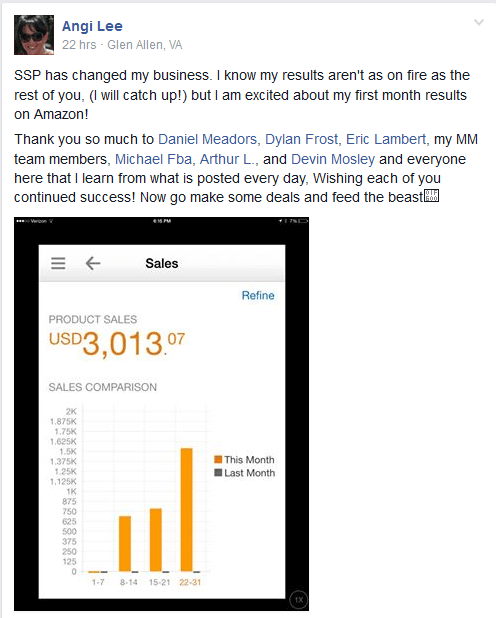 Angi Lee
22 hrs · Glen Allen, VA
SSP has changed my business. I know my results aren't as on fire as the
rest of you, (I will catch up!) but I am excited about my first month results
on Amazon!
Thank you so much to Daniel Meadors, Dylan Frost, Eric Lambert, my MM
team members, Michael Fba, Arthur L., and Devin Mosley and everyone
here that I learn from what is posted every day, Wishing each of you
continued success! Now go make some deals and feed the beast
Verizon
PM
7%
Sales
Refine
PRODUCT SALES
USD3,013.07
SALES COMPARISON
2K
1.875K
1.75K
1.625K
1.5K
1.375K
1.25K
1.125K
1K
875
750
625
500
375
250
125
0
This Month
Last Month
1-7 8-14 15-21 22-31
1X